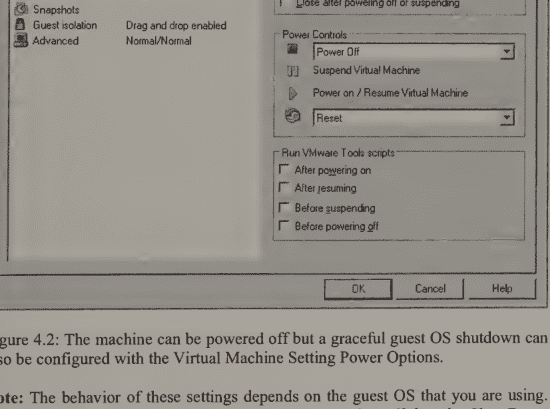 Close after powering off or suspending
Snapshots
Guest isolation Drag and drop enabled
Advanced Normal/Normal
Power Controls
Power Off
Suspend Virtual Machine
Power on / Resume Virtual Machine
Reset
Run VMware Tools scripts
After powering on
After resuming
Before suspending
Before powering off
OK Cancel Help
gure 4.2: The machine can be powered off but a graceful guest OS shutdown can
so be configured with the Virtual Machine Setting Power Options.
ote: The behavior of these settings depends on the guest OS that you are using.